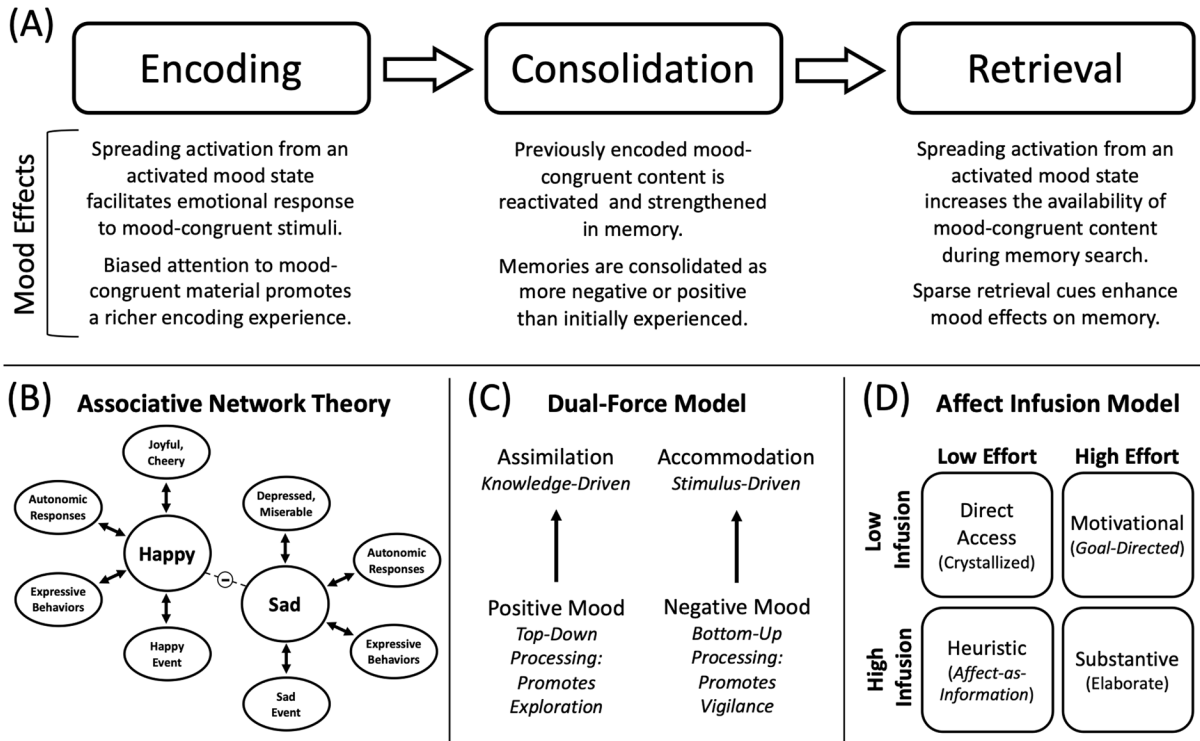 (A)
Encoding
Consolidation
Retrieval
Mood Effects
Spreading activation from an
activated mood state
facilitates emotional response
to mood-congruent stimuli.
Biased attention to mood-
congruent material promotes
a richer encoding experience.
Previously encoded mood-
congruent content is
reactivated and strengthened
in memory.
Memories are consolidated as
more negative or positive
than initially experienced.
Spreading activation from an
activated mood state
increases the availability of
mood-congruent content
during memory search.
Sparse retrieval cues enhance
mood effects on memory.
(B)
Associative Network Theory
Joyful,
Cheery
Autonomic
Responses
Happy
Expressive
Behaviors
Happy
Event
Depressed,
Miserable
Autonomic
Responses
Sad
Expressive
Behaviors
Sad
Event
(C)
Dual-Force Model
Assimilation
Knowledge-Driven
Positive Mood
Top-Down
Processing:
Promotes
Exploration
Accommodation
Stimulus-Driven
Negative Mood
Bottom-Up
Processing:
Promotes
Vigilance
(D)
Affect Infusion Model
Low Effort
High Effort
Low
Infusion
Direct
Access
(Crystallized)
Motivational
(Goal-Directed)
High
Infusion
Heuristic
(Affect-as-
Information)
Substantive
(Elaborate)